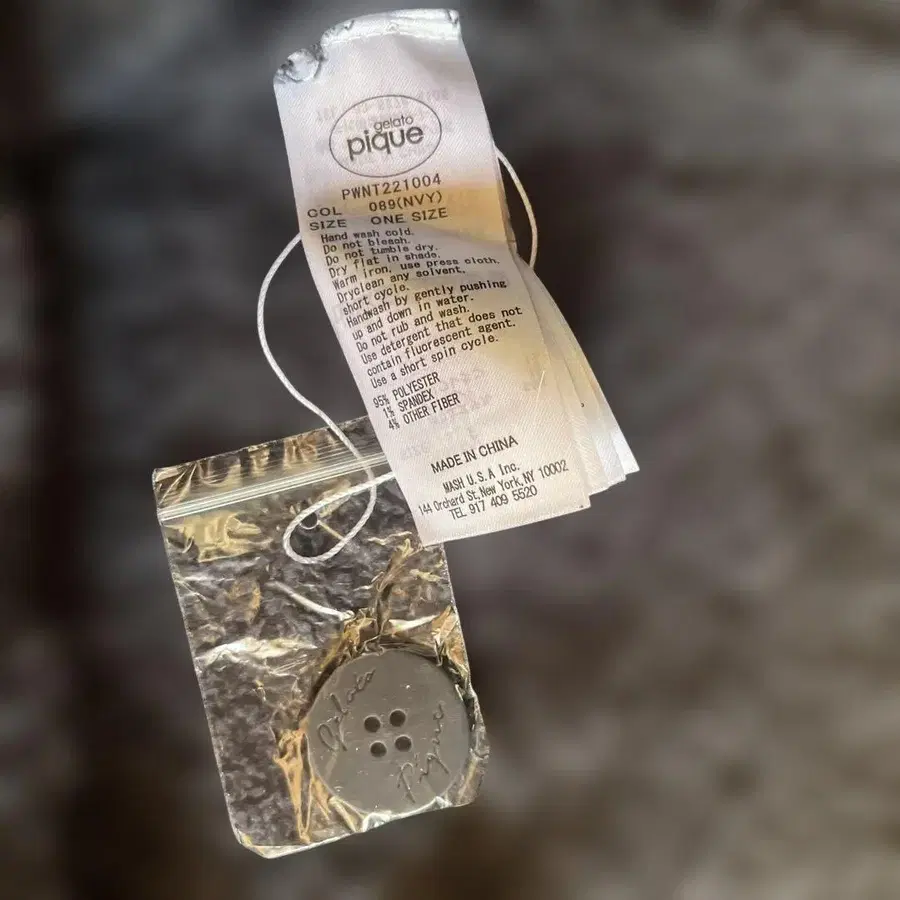 gelato
pique
PWNT221004
COL 089(NVY)
SIZE ONE SIZE
Hand wash cold.
Do not bleach.
Do not tumble dry.
Dry flat in shade.
Warm iron, use press cloth.
Dryclean any solvent,
short cycle.
Handwash by gently pushing
up and down in water.
Do not rub and wash.
Use detergent that does not
contain fluorescent agent.
Use a short spin cycle.
95% POLYESTER
1% SPANDEX
4% OTHER FIBER
MADE IN CHINA
MASH U.S.A Inc.
144 Orchard St,New York,NY 10002
TEL 917 409 5520
Gelato
Pique